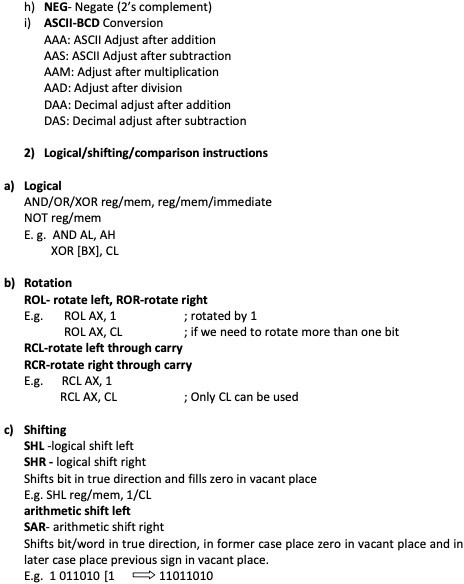 h) NEG- Negate (2's complement)
i) ASCII-BCD Conversion
AAA: ASCII Adjust after addition
AAS: ASCII Adjust after subtraction
AAM: Adjust after multiplication
AAD: Adjust after division
DAA: Decimal adjust after addition
DAS: Decimal adjust after subtraction
2) Logical/shifting/comparison instructions
a) Logical
AND/OR/XOR reg/mem, reg/mem/immediate
NOT reg/mem
E. g. AND AL, AH
XOR [BX], CL
b) Rotation
ROL- rotate left, ROR-rotate right
E.g. ROL AX, 1 ; rotated by 1
ROL AX, CL ; if we need to rotate more than one bit
RCL-rotate left through carry
RCR-rotate right through carry
E.g. RCL AX, 1
RCL AX, CL ; Only CL can be used
c) Shifting
SHL -logical shift left
SHR - logical shift right
Shifts bit in true direction and fills zero in vacant place
E.g. SHL reg/mem, 1/CL
arithmetic shift left
SAR- arithmetic shift right
Shifts bit/word in true direction, in former case place zero in vacant place and in
later case place previous sign in vacant place.
E.g. 1 011010 [1 ⇨ 11011010